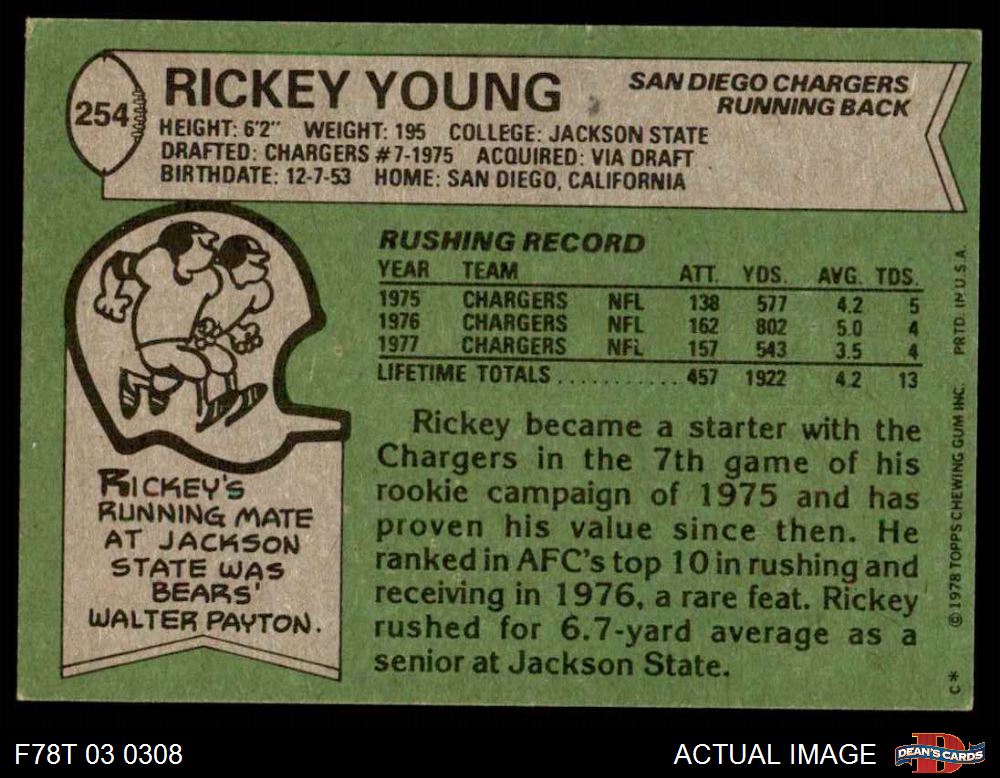 254
RICKEY YOUNG
SAN DIEGO CHARGERS
RUNNING BACK
HEIGHT: 6'2" WEIGHT: 195 COLLEGE: JACKSON STATE
DRAFTED: CHARGERS #7-1975 ACQUIRED: VIA DRAFT
BIRTHDATE: 12-7-53 HOME: SAN DIEGO, CALIFORNIA
RUSHING RECORD
YEAR TEAM ATT. YDS. AVG. TDS.
1975 CHARGERS NFL 138 577 4.2 5
1976 CHARGERS NFL 162 802 5.0 4
1977 CHARGERS NFL 157 543 3.5 4
LIFETIME TOTALS ........... 457 1922 4.2 13
Rickey became a starter with the
Chargers in the 7th game of his
rookie campaign of 1975 and has
proven his value since then. He
ranked in AFC's top 10 in rushing and
receiving in 1976, a rare feat. Rickey
rushed for 6.7-yard average as a
senior at Jackson State.
RICKEY'S
RUNNING MATE
AT JACKSON
STATE WAS
BEARS'
WALTER PAYTON.
C* © 1978 TOPPS CHEWING GUM INC. PRTD. IN U.S.A.
F78T 03 0308
ACTUAL IMAGE
D
DEAN'S CARDS